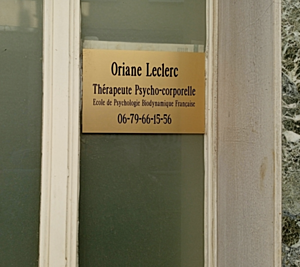 Oriane Leclerc
Thérapeute Psycho-corporelle
Ecole de Psychologie Biodynamique Française
06-79-66-15-56